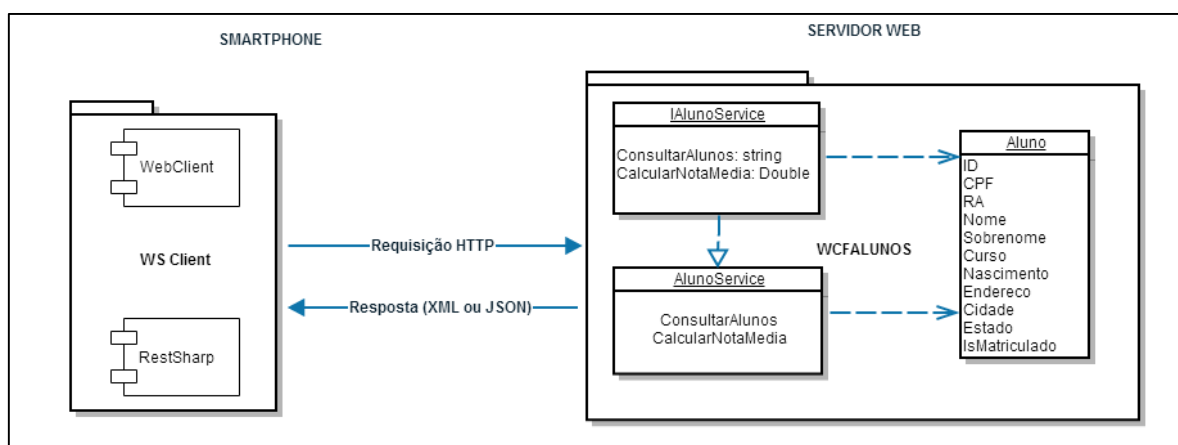 SMARTPHONE
WebClient
WS Client
RestSharp
Requisição HTTP
Resposta (XML ou JSON)
SERVIDOR WEB
IAlunoService
ConsultarAlunos: string
CalcularNotaMedia: Double
WCFALUNOS
AlunoService
ConsultarAlunos
CalcularNotaMedia
Aluno
ID
CPF
RA
Nome
Sobrenome
Curso
Nascimento
Endereco
Cidade
Estado
IsMatriculado